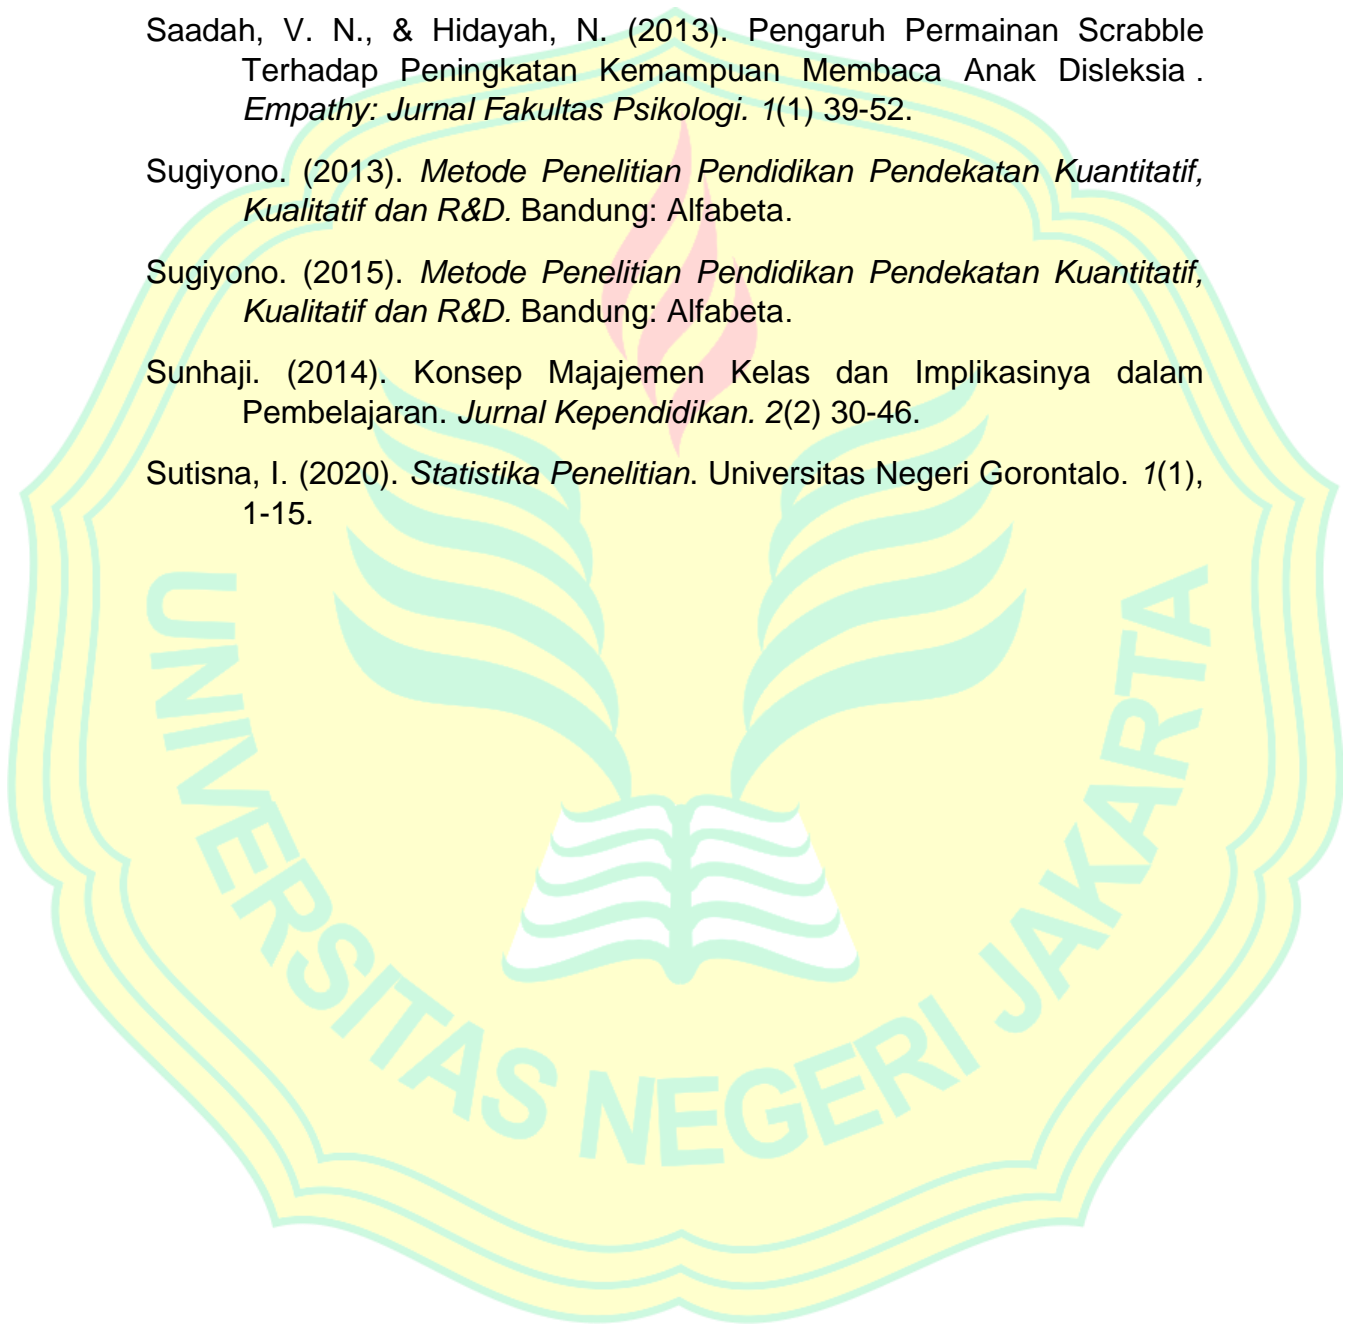 Saadah, V. N., & Hidayah, N. (2013). Pengaruh Permainan Scrabble
Terhadap Peningkatan Kemampuan Membaca Anak Disleksia .
Empathy: Jurnal Fakultas Psikologi. 1(1) 39-52.
Sugiyono. (2013). Metode Penelitian Pendidikan Pendekatan Kuantitatif,
Kualitatif dan R&D. Bandung: Alfabeta.
Sugiyono. (2015). Metode Penelitian Pendidikan Pendekatan Kuantitatif,
Kualitatif dan R&D. Bandung: Alfabeta.
Sunhaji. (2014). Konsep Majajemen Kelas dan Implikasinya dalam
Pembelajaran. Jurnal Kependidikan. 2(2) 30-46.
Sutisna, I. (2020). Statistika Penelitian. Universitas Negeri Gorontalo. 1(1),
1-15.
UNIVERSITAS NEGERI JAKARTA